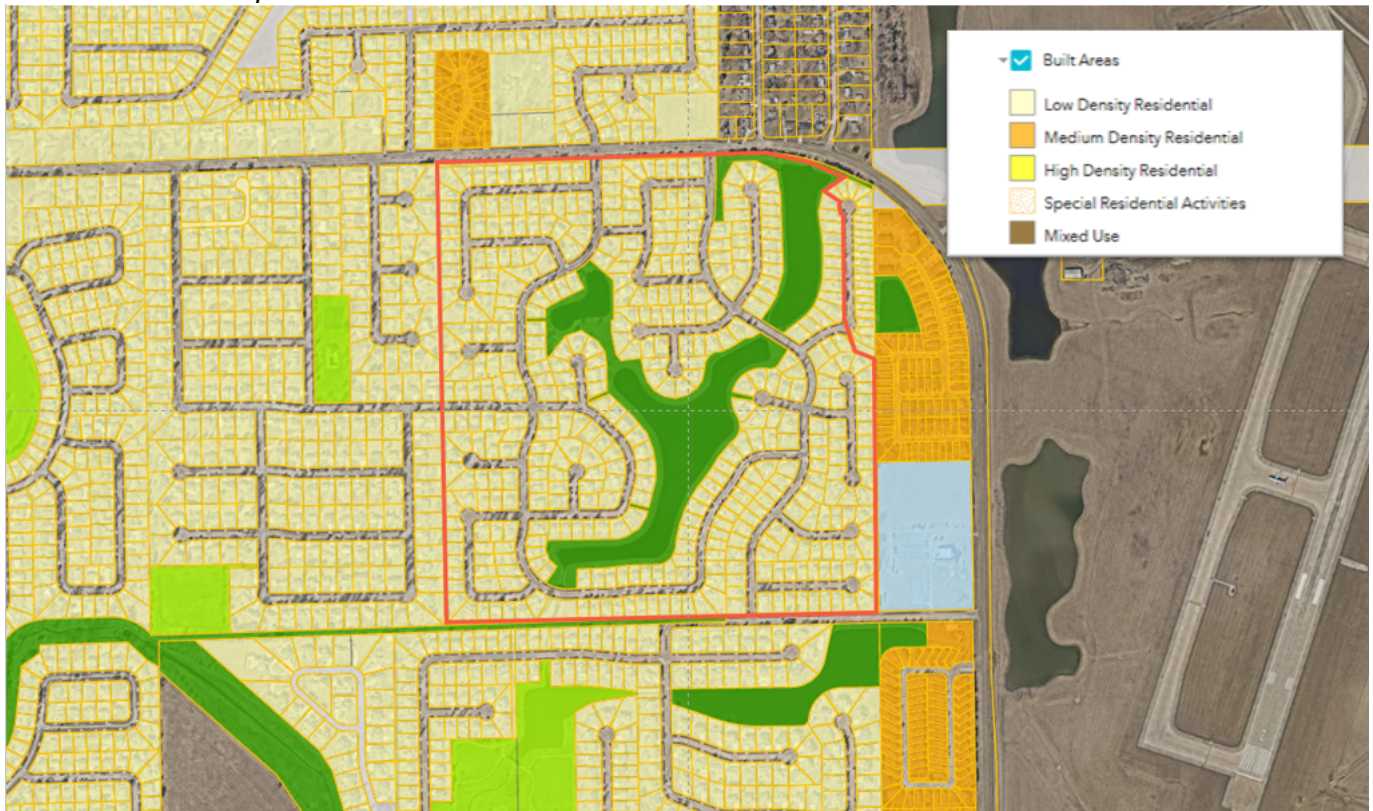 Built Areas
Low Density Residential
Medium Density Residential
High Density Residential
Special Residential Activities
Mixed Use